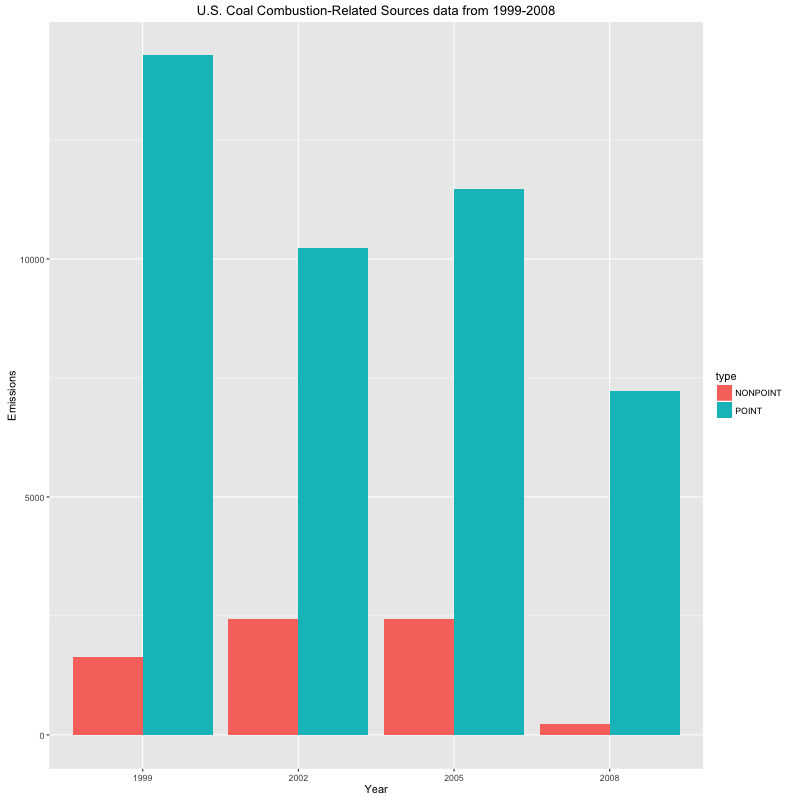 U.S. Coal Combustion-Related Sources data from 1999-2008
10000
5000
0
Emissions
1999 2002 2005 2008
Year
type
NONPOINT
POINT